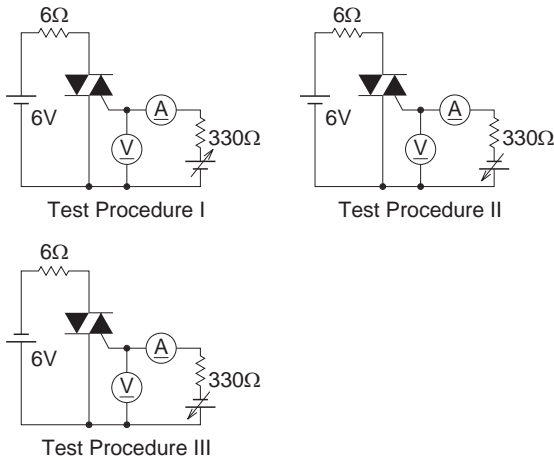 6Ω
6V
A
V
330Ω
Test Procedure I
6Ω
6V
A
V
330Ω
Test Procedure II
6Ω
6V
A
V
330Ω
Test Procedure III